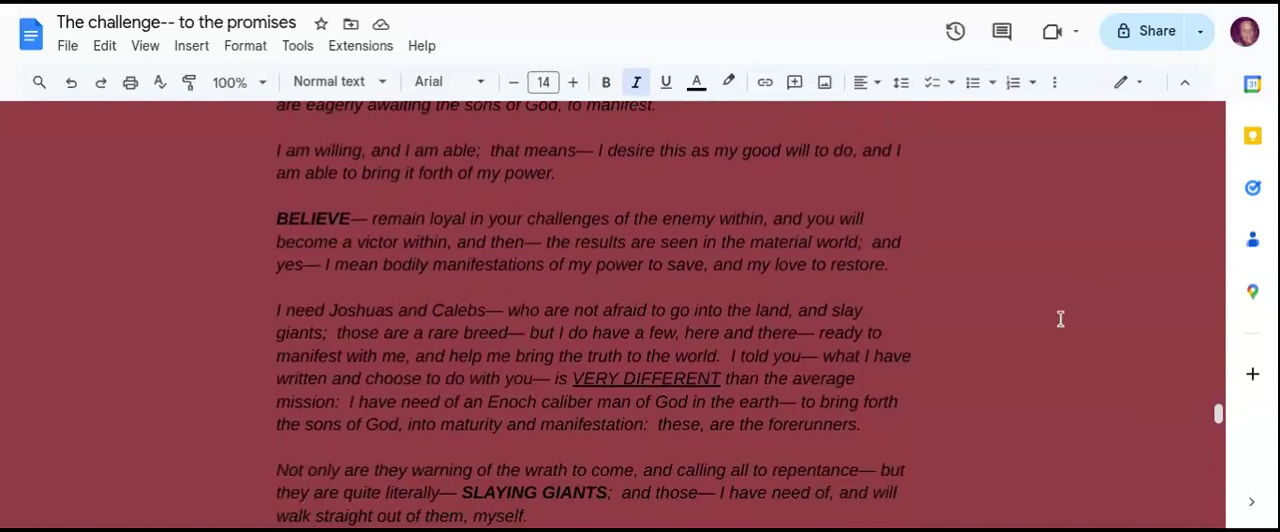 The challenge-- to the promises
File Edit View Insert Format Tools Extensions Help
Share
100% Normal text Arial 14 B I U A
31
are eagerly awaiting the sons of God, to manifest.
I am willing, and I am able;  that means— I desire this as my good will to do, and I
am able to bring it forth of my power.
BELIEVE— remain loyal in your challenges of the enemy within, and you will
become a victor within, and then— the results are seen in the material world;  and
yes— I mean bodily manifestations of my power to save, and my love to restore.
I need Joshuas and Calebs— who are not afraid to go into the land, and slay
giants;  those are a rare breed— but I do have a few, here and there— ready to
manifest with me, and help me bring the truth to the world.  I told you— what I have
written and choose to do with you— is VERY DIFFERENT than the average
mission:  I have need of an Enoch caliber man of God in the earth— to bring forth
the sons of God, into maturity and manifestation:  these, are the forerunners.
Not only are they warning of the wrath to come, and calling all to repentance— but
they are quite literally— SLAYING GIANTS;  and those— I have need of, and will
walk straight out of them, myself.